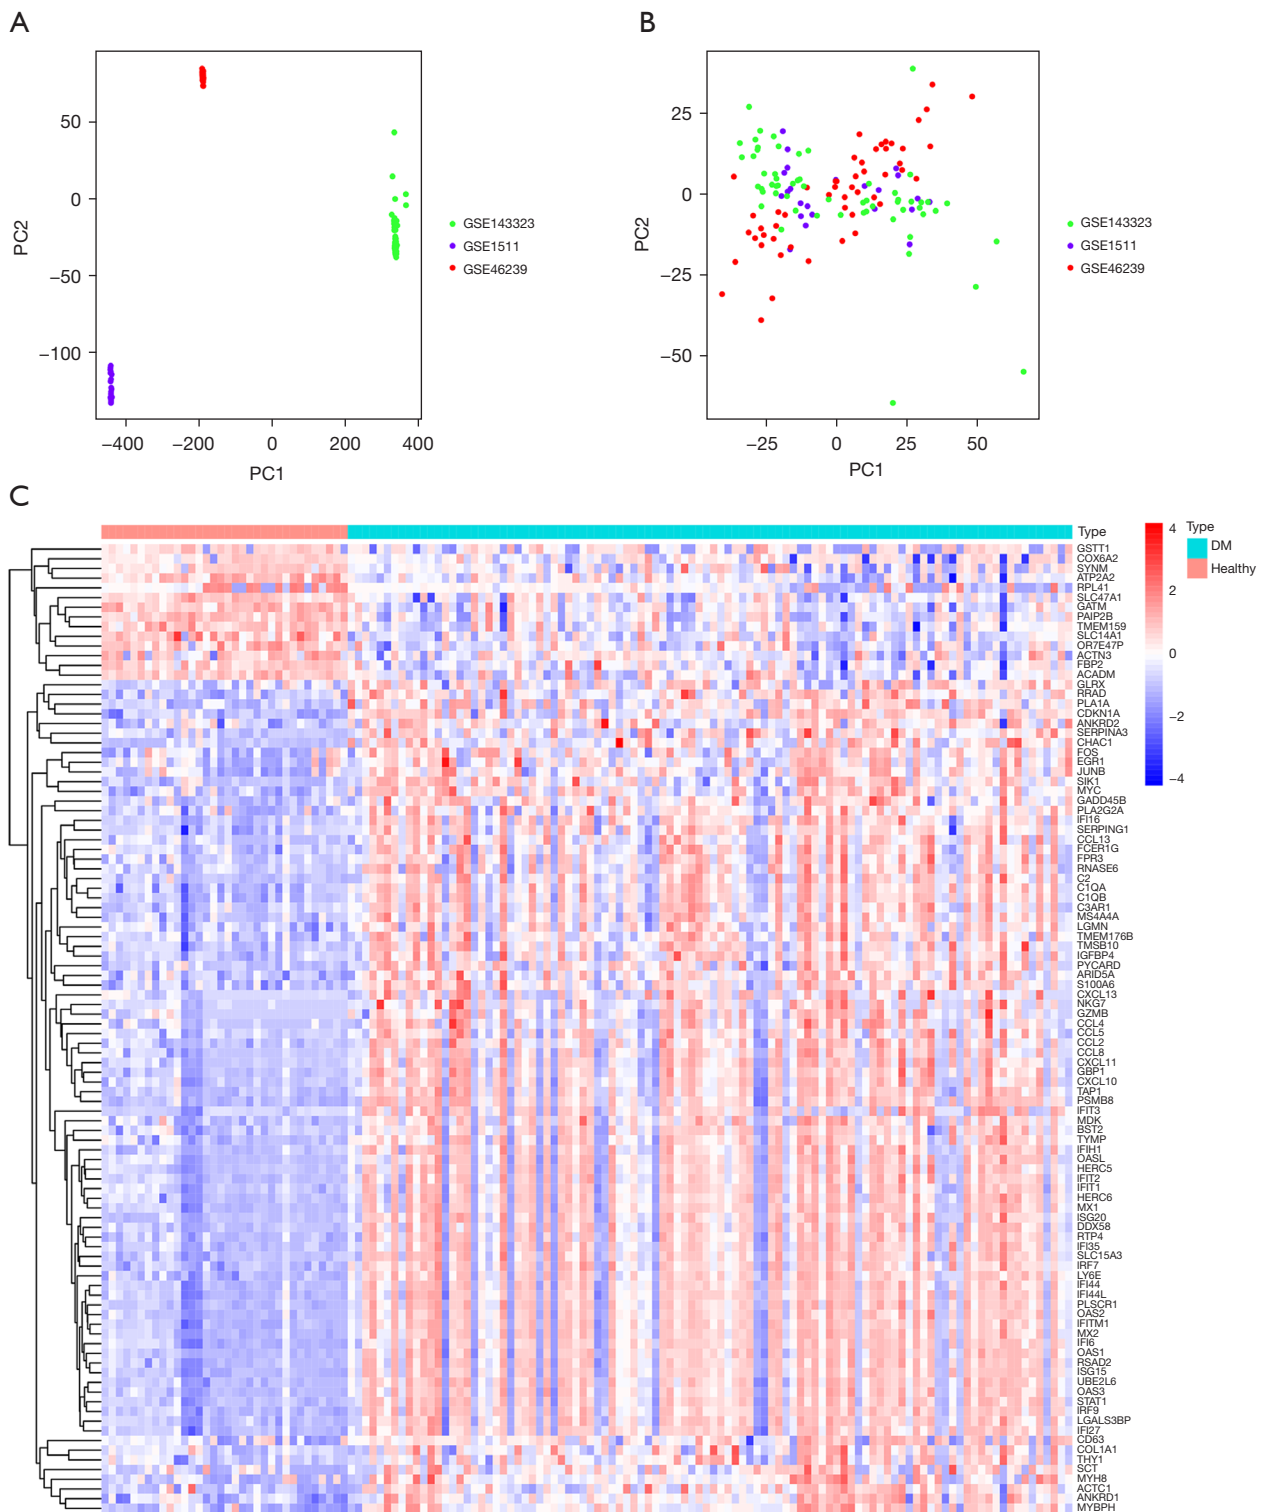 A
50
0
−50
−100
PC2
−400
−200
0
200
400
PC1
GSE143323
GSE1511
GSE46239
B
25
0
−25
−50
PC2
−25
0
25
50
PC1
GSE143323
GSE1511
GSE46239
C
Type
GSTT1
COX6A2
SYNM
ATP2A2
RPL41
SLC47A1
GATM
PAIP2B
TMEM159
SLC14A1
OR7E47P
ACTN3
FBP2
ACADM
GLRX
RRAD
PLA1A
CDKN1A
ANKRD2
SERPINA3
CHAC1
FOS
EGR1
JUNB
SIK1
MYC
GADD45B
PLA2G2A
IFI16
SERPING1
CCL13
FCER1G
FPR3
RNASE6
C2
C1QA
C1QB
C3AR1
MS4A4A
LGMN
TMEM176B
TMSB10
IGFBP4
PYCARD
ARID5A
S100A6
CXCL13
NKG7
GZMB
CCL4
CCL5
CCL2
CCL8
CXCL11
GBP1
CXCL10
TAP1
PSMB8
IFIT3
MDK
BST2
TYMP
IFIH1
OASL
HERC5
IFIT2
IFIT1
HERC6
MX1
ISG20
DDX58
RTP4
IFI35
SLC15A3
IRF7
LY6E
IFI44
IFI44L
PLSCR1
OAS2
IFITM1
MX2
IFI6
OAS1
RSAD2
ISG15
UBE2L6
OAS3
STAT1
IRF9
LGALS3BP
IFI27
CD63
COL1A1
THY1
SCT
MYH8
ACTC1
ANKRD1
MYBPH
4
2
0
−2
−4
Type
DM
Healthy